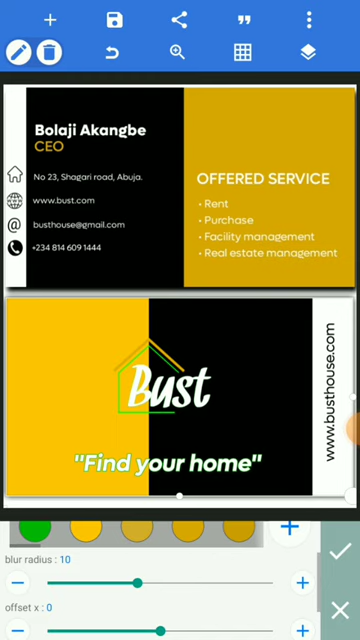 Bolaji Akangbe
CEO
No 23, Shagari road, Abuja.
www.bust.com
@ busthouse@gmail.com
+234 814 609 1444
OFFERED SERVICE
• Rent
• Purchase
• Facility management
• Real estate management
Bust
"Find your home"
www.busthouse.com
blur radius : 10
offset x : 0